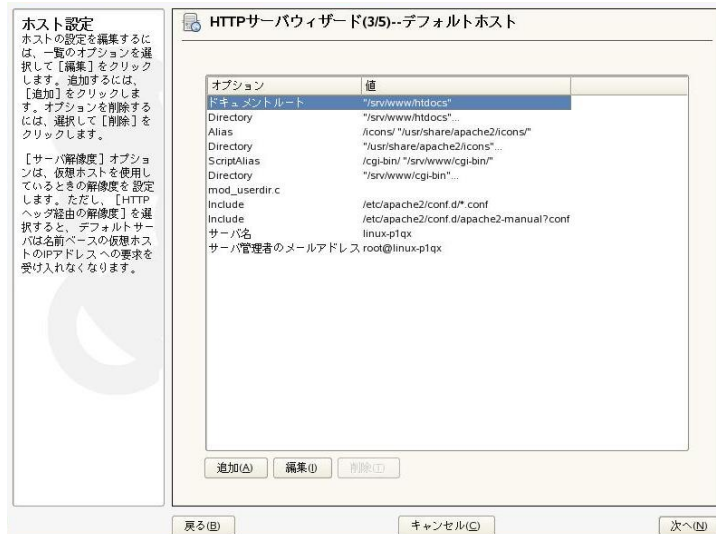 ホスト設定
ホストの設定を編集するに
は、一覧のオプションを選
択して［編集］をクリック
します。追加するには、
［追加］をクリックしま
す。オプションを削除する
には、選択して［削除］を
クリックします。
［サーバ解像度］オプショ
ンは、仮想ホストを使用し
ているときの解像度を設定
します。ただし、［HTTP
ヘッダ経由の解像度］を選
択すると、デフォルトサー
バは名前ベースの仮想ホス
トのIPアドレスへの要求を
受け入れなくなります。
HTTPサーバウィザード(3/5)--デフォルトホスト
オプション 値
ドキュメントルート "/srv/www/htdocs"
Directory "/srv/www/htdocs"...
Alias /icons/ "/usr/share/apache2/icons/"
Directory "/usr/share/apache2/icons"...
ScriptAlias /cgi-bin/ "/srv/www/cgi-bin/"
Directory "/srv/www/cgi-bin"...
mod_userdir.c
Include /etc/apache2/conf.d/*.conf
Include /etc/apache2/conf.d/apache2-manual?conf
サーバ名 linux-p1qx
サーバ管理者のメールアドレス root@linux-p1qx
追加(A) 編集(I) 削除(T)
戻る(B) キャンセル(C) 次へ(N)